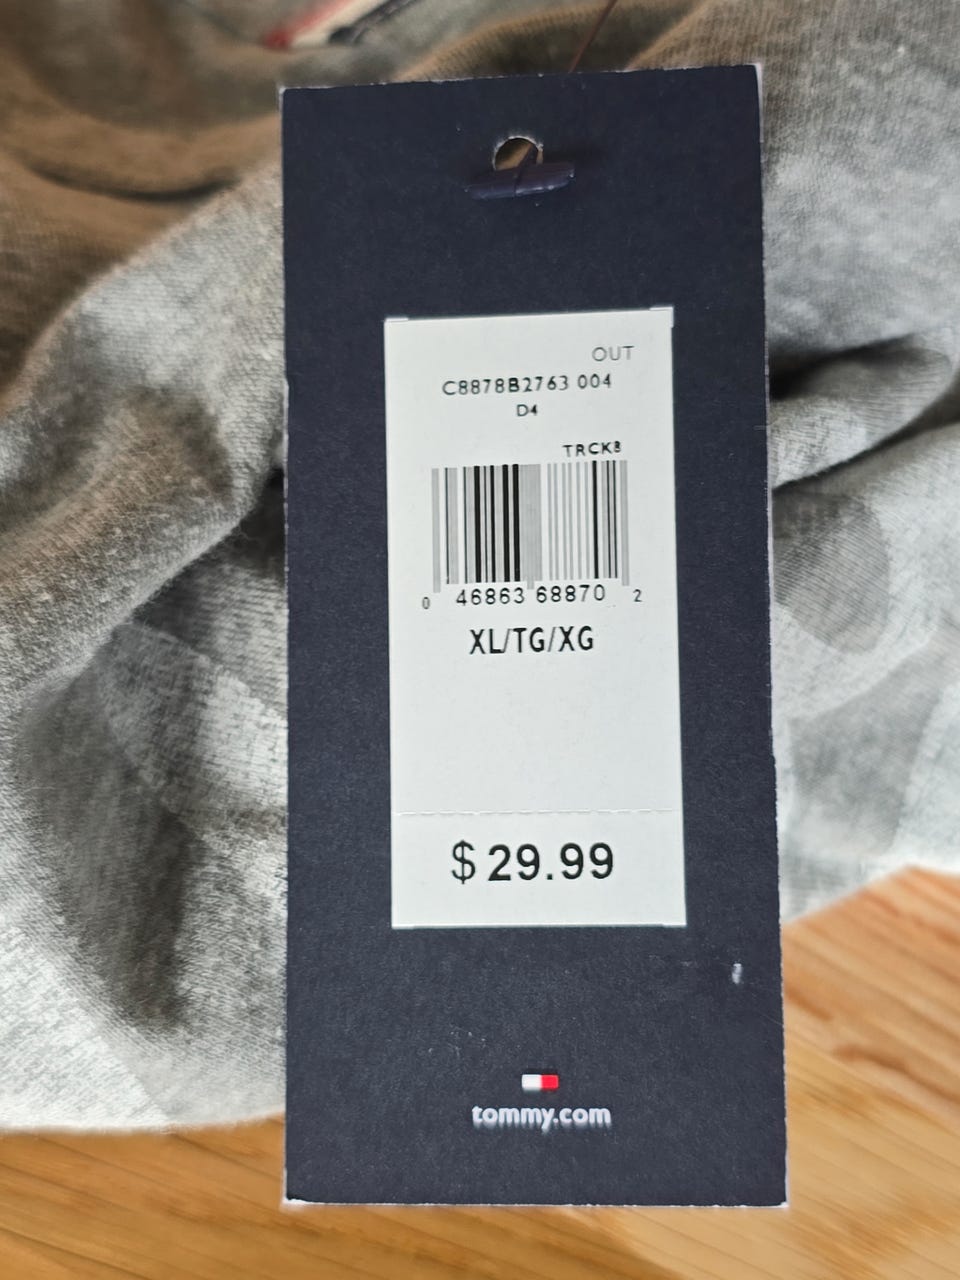 OUT
C8878B2763 004
D4
TRCK8
0 46863 68870 2
XL/TG/XG
$29.99
tommy.com